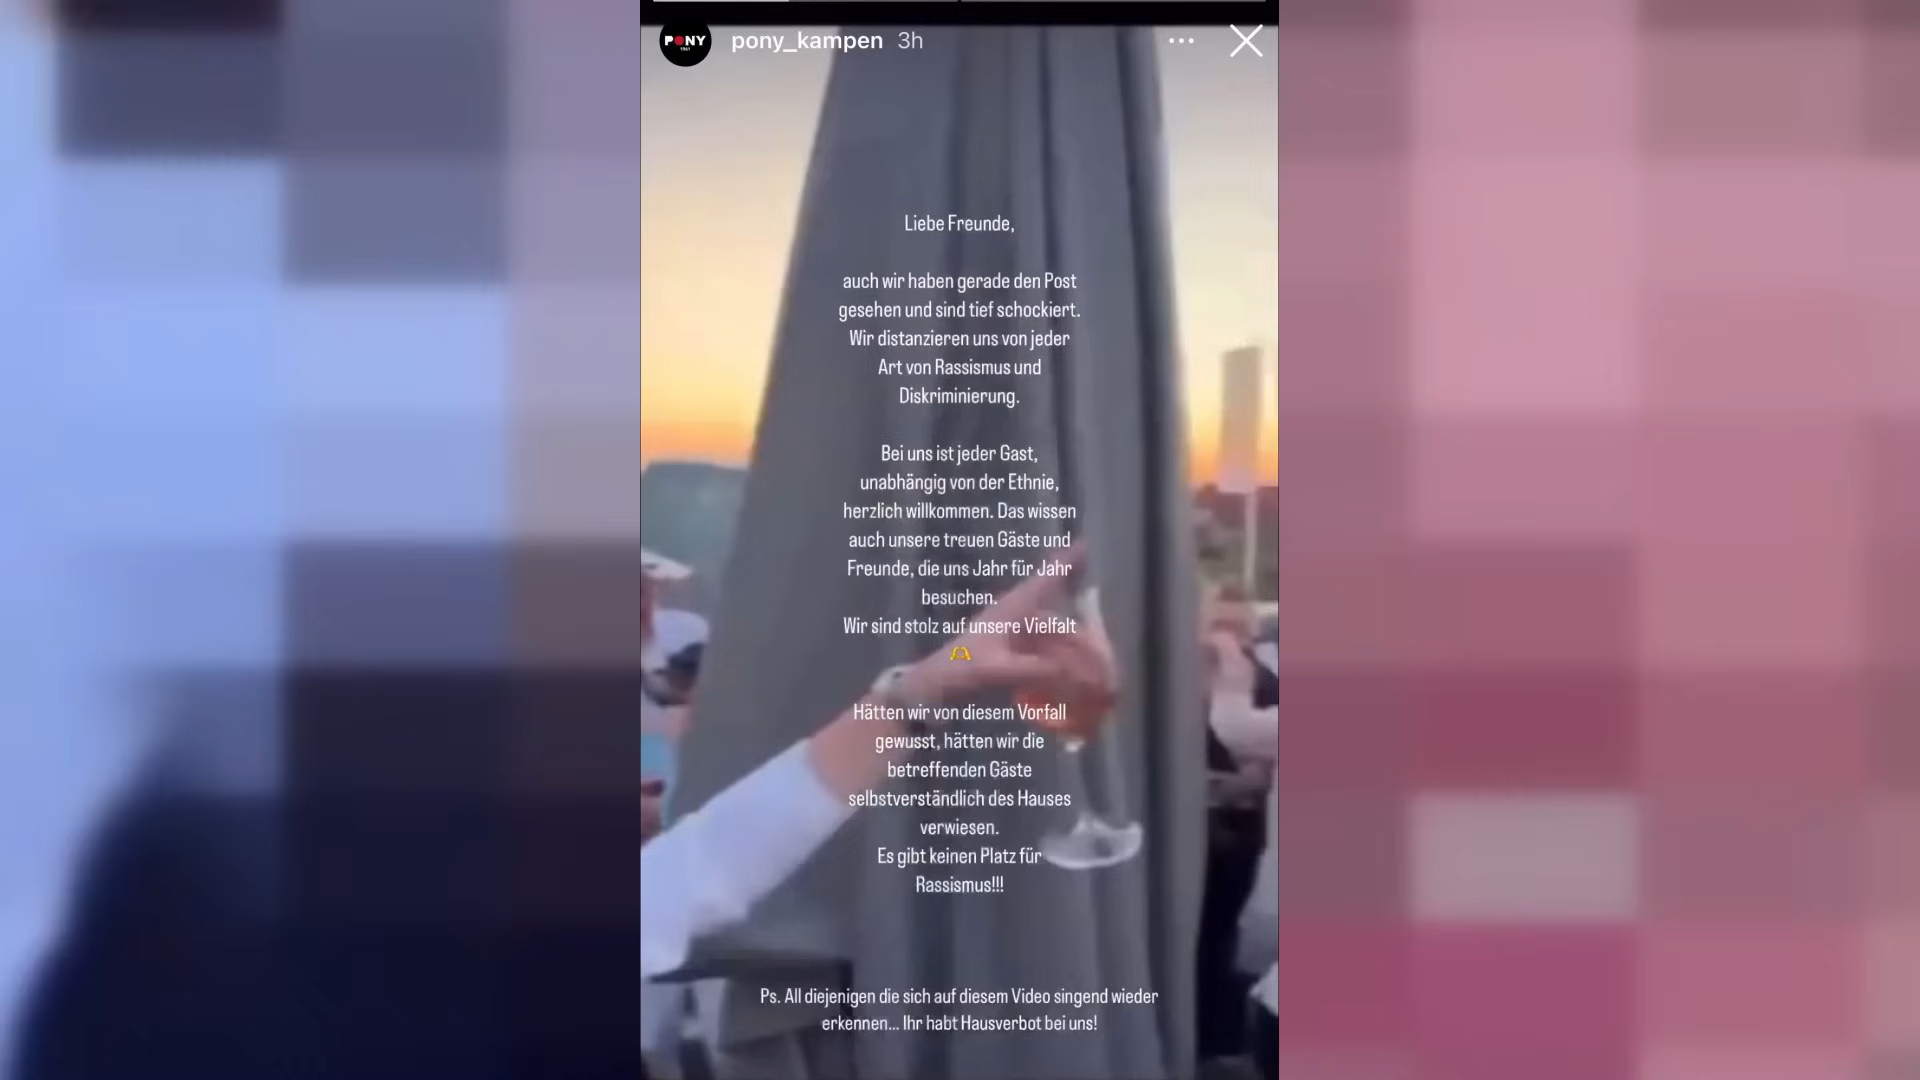 PONY
1961
pony_kampen 3h
Liebe Freunde,
auch wir haben gerade den Post
gesehen und sind tief schockiert.
Wir distanzieren uns von jeder
Art von Rassismus und
Diskriminierung.
Bei uns ist jeder Gast,
unabhängig von der Ethnie,
herzlich willkommen. Das wissen
auch unsere treuen Gäste und
Freunde, die uns Jahr für Jahr
besuchen.
Wir sind stolz auf unsere Vielfalt
🫶
Hätten wir von diesem Vorfall
gewusst, hätten wir die
betreffenden Gäste
selbstverständlich des Hauses
verwiesen.
Es gibt keinen Platz für
Rassismus!!!
Ps. All diejenigen die sich auf diesem Video singend wieder
erkennen... Ihr habt Hausverbot bei uns!